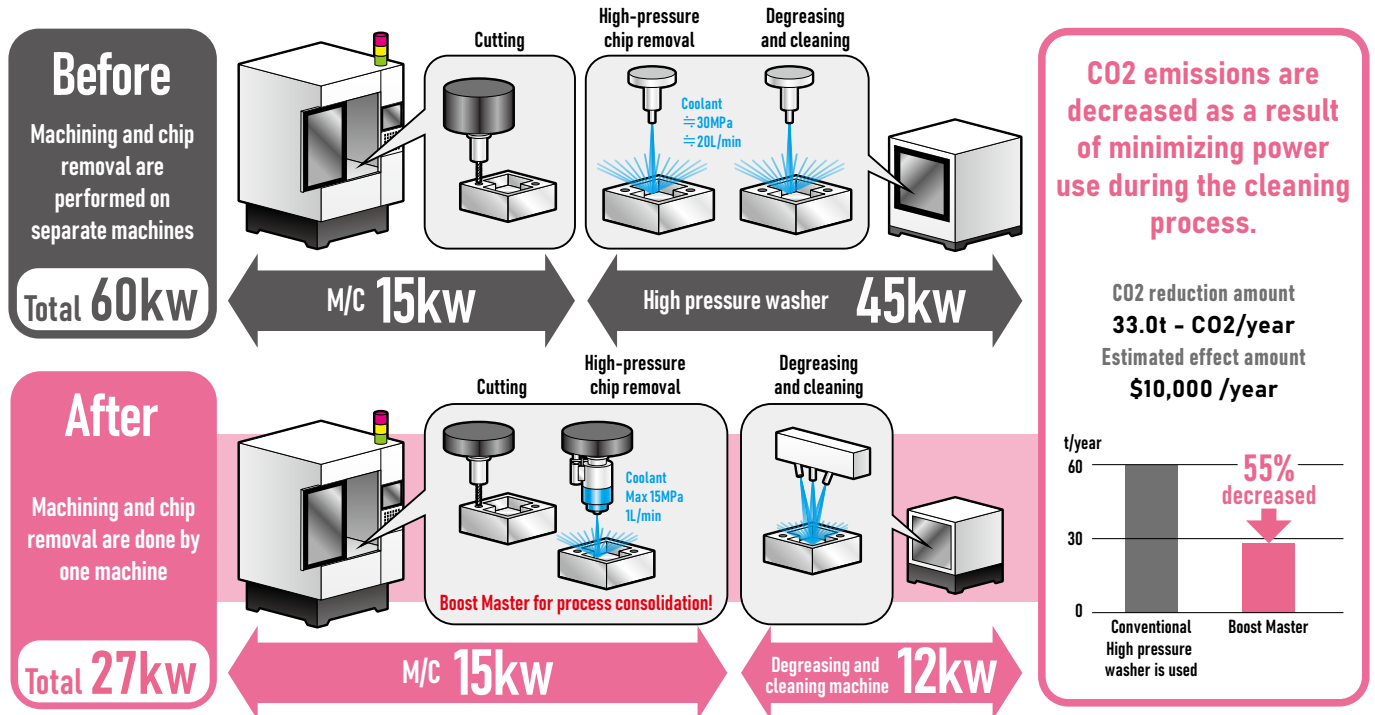 Before
Machining and chip
removal are
performed on
separate machines
Total 60kw
Cutting
High-pressure
chip removal
Degreasing
and cleaning
Coolant
≒30MPa
≒20L/min
M/C 15kw
High pressure washer 45kw
After
Machining and chip
removal are done by
one machine
Total 27kw
Cutting
High-pressure
chip removal
Degreasing
and cleaning
Coolant
Max 15MPa
1L/min
Boost Master for process consolidation!
M/C 15kw
Degreasing and
cleaning machine 12kw
CO2 emissions are
decreased as a result
of minimizing power
use during the cleaning
process.
CO2 reduction amount
33.0t - CO2/year
Estimated effect amount
$10,000 /year
t/year
60
30
0
55%
decreased
Conventional
High pressure
washer is used
Boost Master